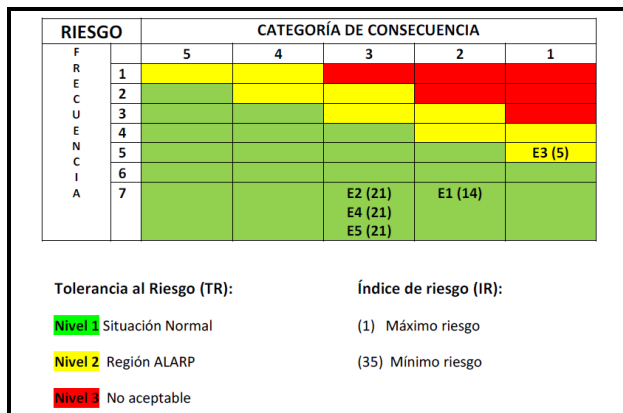 RIESGO CATEGORÍA DE CONSECUENCIA
F 5 4 3 2 1
R 1
E 2
C
U 3
E 4
N 5 E3 (5)
C
I 6
A 7 E2 (21) E1 (14)
E4 (21)
E5 (21)
Tolerancia al Riesgo (TR): Índice de riesgo (IR):
Nivel 1 Situación Normal (1) Máximo riesgo
Nivel 2 Región ALARP (35) Mínimo riesgo
Nivel 3 No aceptable